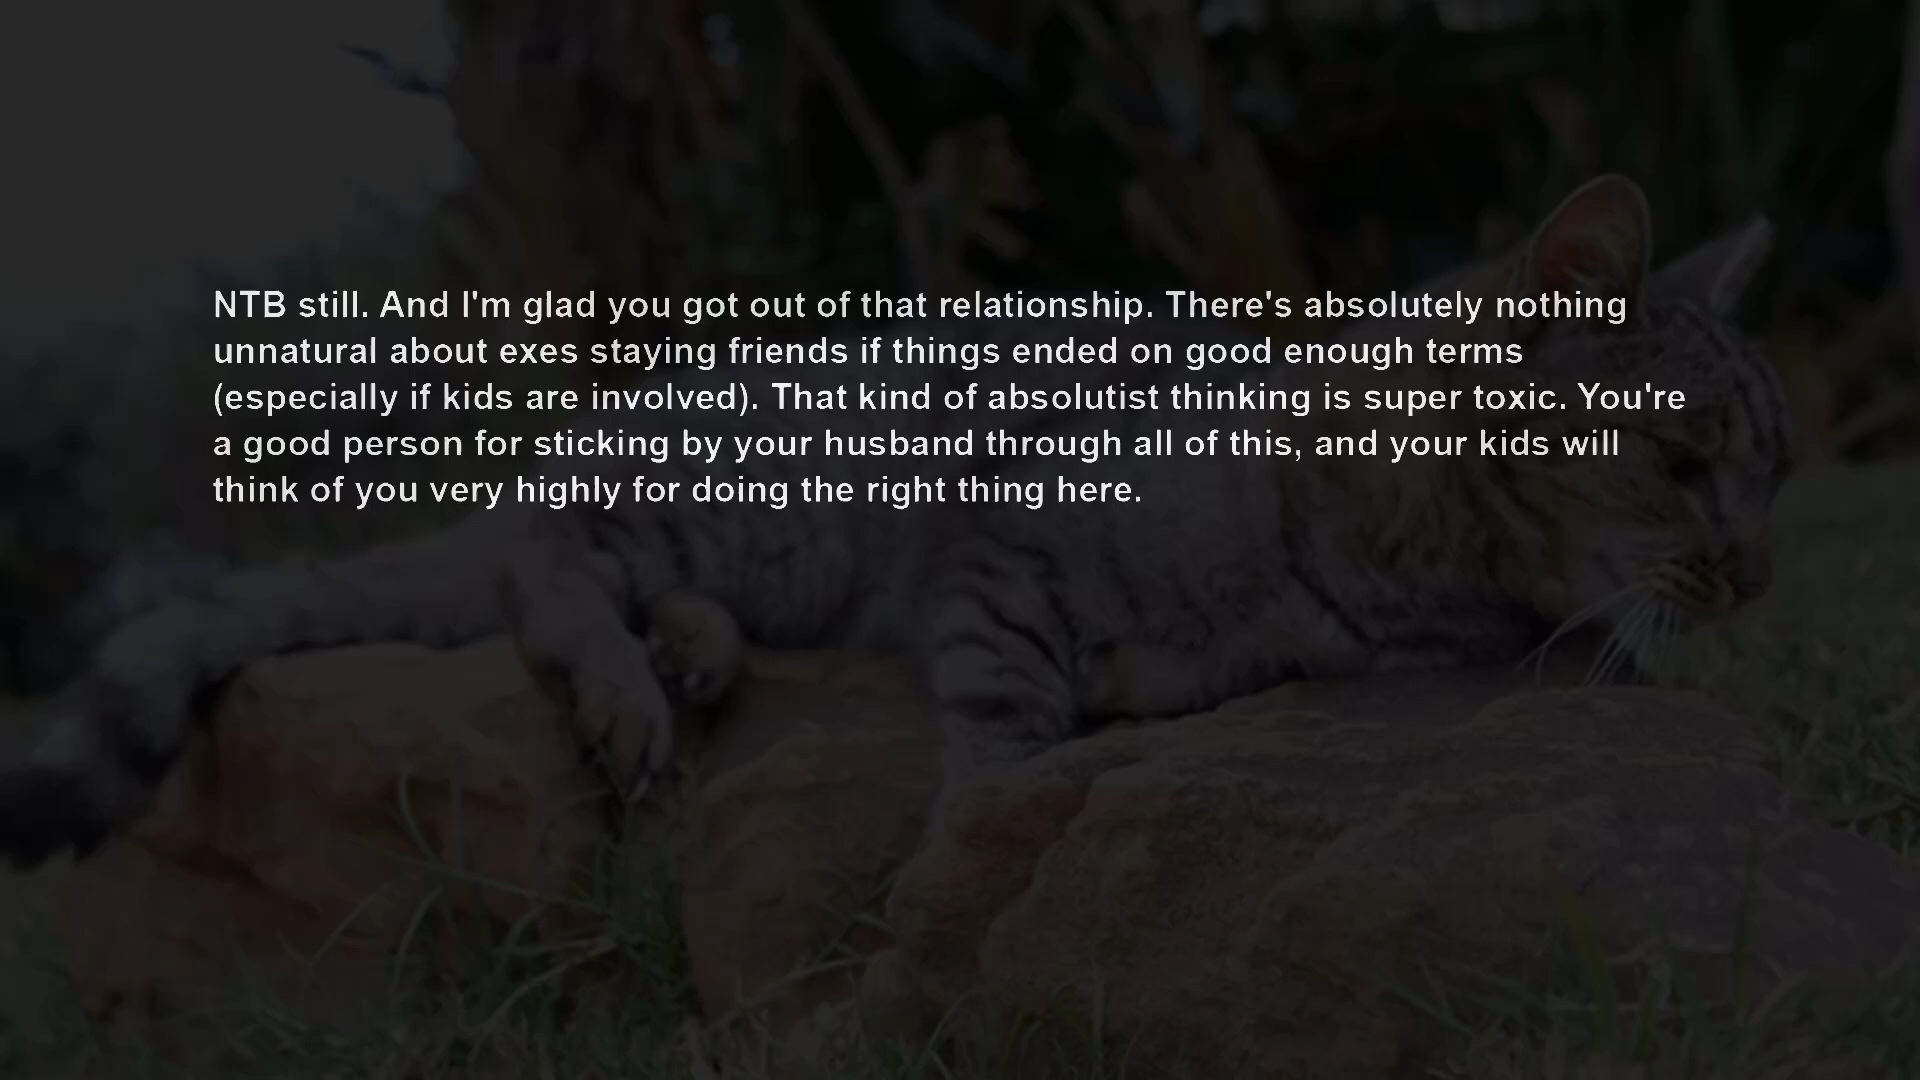 NTB still. And I'm glad you got out of that relationship. There's absolutely nothing
unnatural about exes staying friends if things ended on good enough terms
(especially if kids are involved). That kind of absolutist thinking is super toxic. You're
a good person for sticking by your husband through all of this, and your kids will
think of you very highly for doing the right thing here.